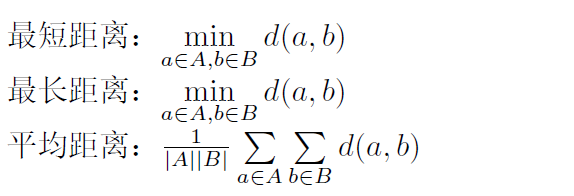 最短距离：$\min_{a \in A, b \in B} d(a, b)$
最长距离：$\min_{a \in A, b \in B} d(a, b)$
平均距离：$\frac{1}{|A||B|} \sum_{a \in A} \sum_{b \in B} d(a, b)$